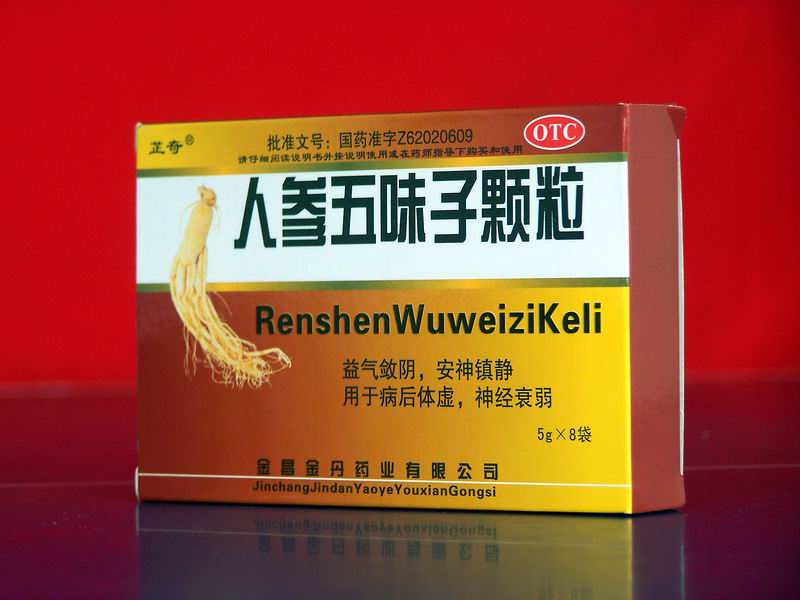 芷奇®
批准文号：国药准字Z62020609
OTC
请仔细阅读说明书并按说明使用或在药师指导下购买和使用
人参五味子颗粒
RenshenWuweiziKeli
益气敛阴，安神镇静
用于病后体虚，神经衰弱
5g×8袋
金昌金丹药业有限公司
JinchangJindanYaoyeYouxianGongsi